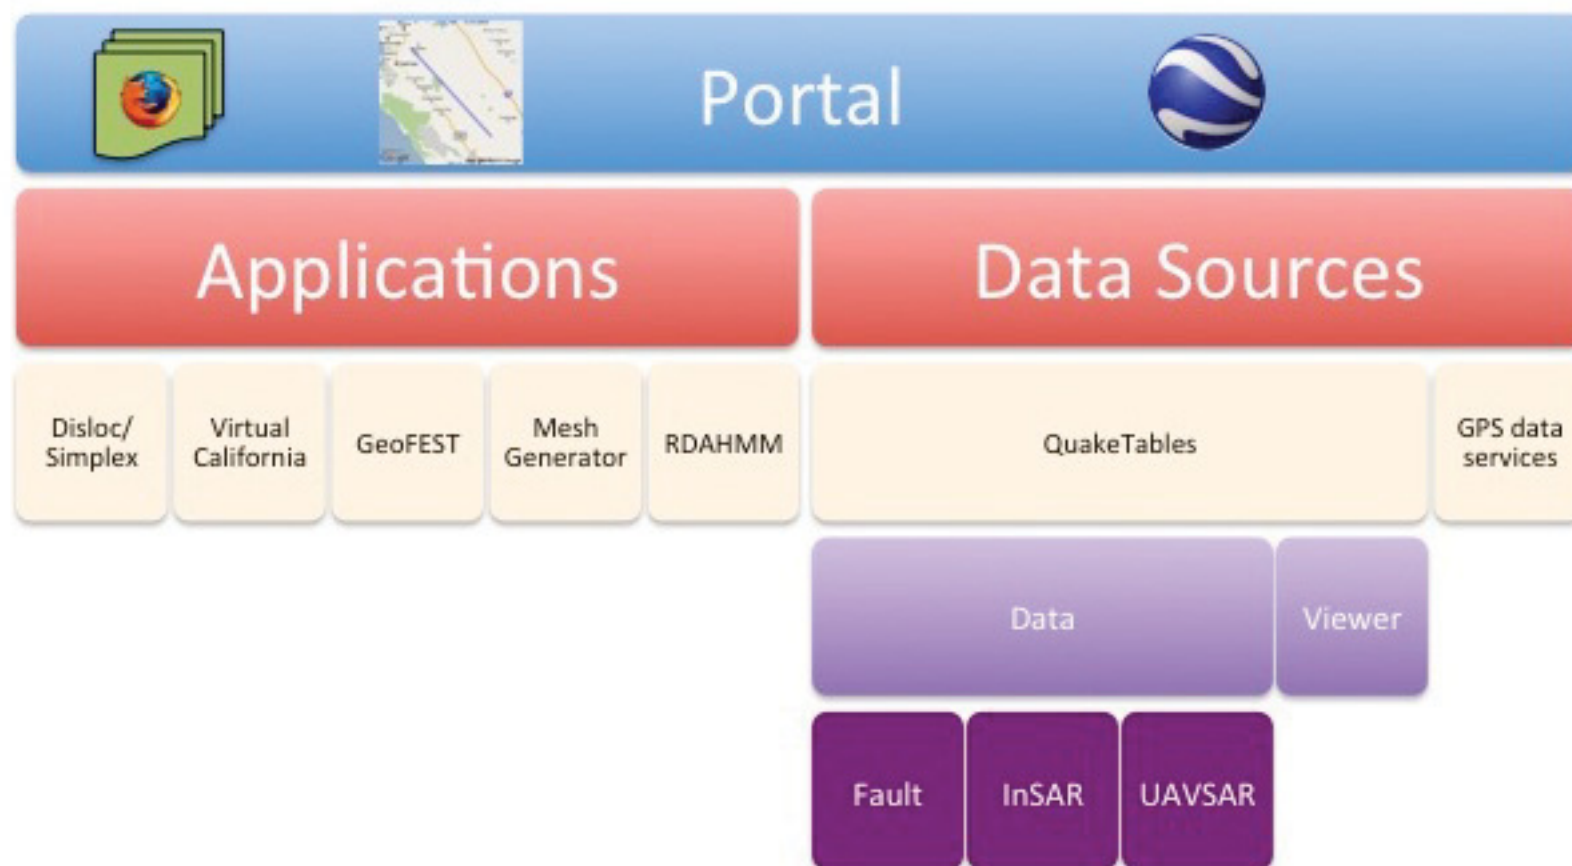 Portal
Applications
Data Sources
Disloc/
Simplex
Virtual
California
GeoFEST
Mesh
Generator
RDAHMM
QuakeTables
GPS data
services
Data
Viewer
Fault
InSAR
UAVSAR